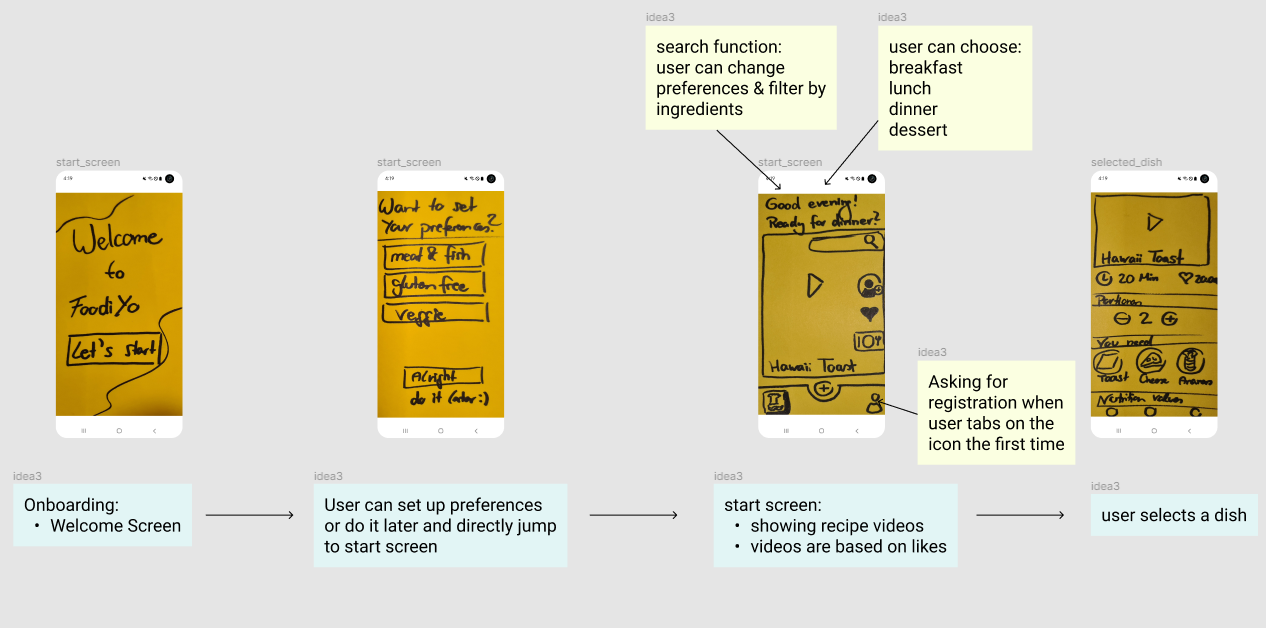 idea3
search function:
user can change
preferences & filter by
ingredients
idea3
user can choose:
breakfast
lunch
dinner
dessert
start_screen
4:19
Welcome
to
FoodiYo
Let's start
start_screen
4:19
Want to set
Your preferences?
meat & fish
gluten free
veggie
Alright
do it later :)
start_screen
4:19
Good evening!
Ready for dinner?
Hawaii Toast
idea3
Asking for
registration when
user tabs on the
icon the first time
selected_dish
4:19
Hawaii Toast
20 Min
Portions
2
You need
Toast Cheese Ananas
Nutrition values
idea3
Onboarding:
• Welcome Screen
idea3
User can set up preferences
or do it later and directly jump
to start screen
idea3
start screen:
• showing recipe videos
• videos are based on likes
idea3
user selects a dish